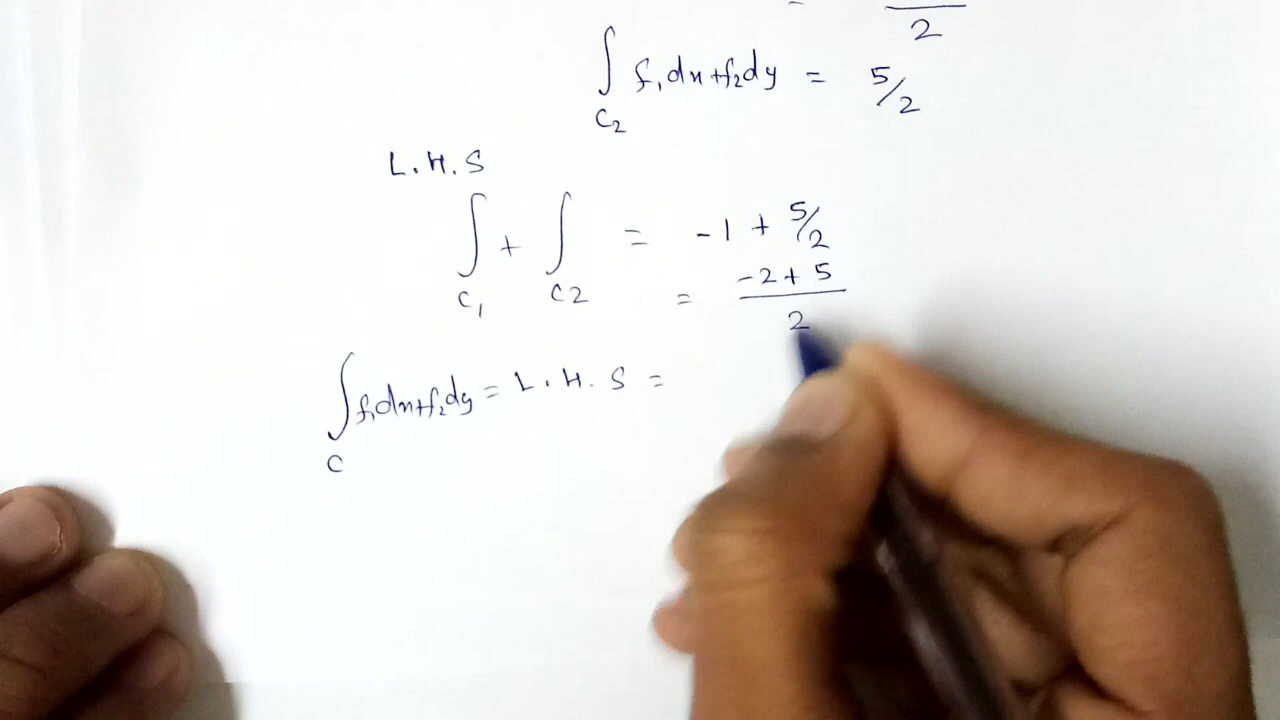 2
∫ f₁dx+f₂dy = 5/2
C₂
L.H.S
∫ + ∫ = -1 + 5/2
C₁ C2
= -2+5
2
∫ f₁dx+f₂dy = L.H.S =
C